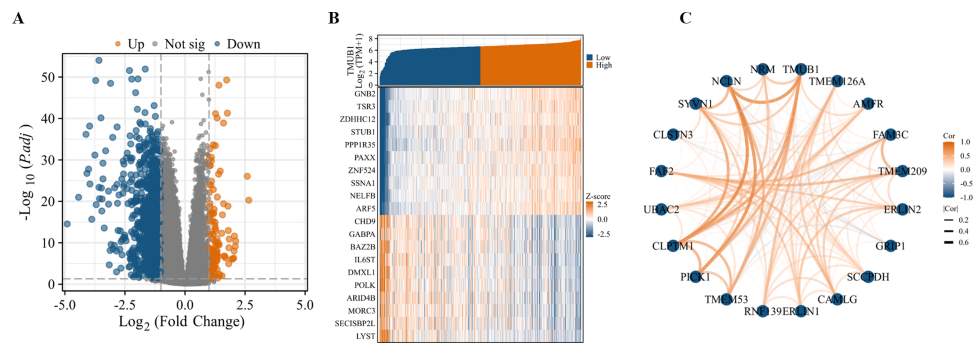 A
Up Not sig Down
-Log10 (P.adj)
50
40
30
20
10
0
-5.0 -2.5 0.0 2.5 5.0
Log2 (Fold Change)
B
TMUB1
Log2 (TPM+1)
8
6
4
2
0
Low
High
GNB2
TSR3
ZDHHC12
STUB1
PPP1R35
PAXX
ZNF524
SSNA1
NELFB
ARF5
CHD9
GABPA
BAZ2B
IL6ST
DMXL1
POLK
ARID4B
MORC3
SECISBP2L
LYST
Z-score
2.5
0.0
-2.5
C
NRM TMUB1
NCLN TMEM126A
SYVN1 AMFR
CLSTN3 FAM3C
FAF2 TMEM209
UBAC2 ERLIN2
CLPTM1 GRIP1
PICK1 SCCPDH
TMEM53 CAMLG
RNF139 ERLIN1
Cor
1.0
0.5
0.0
-0.5
-1.0
|Cor|
0.2
0.4
0.6